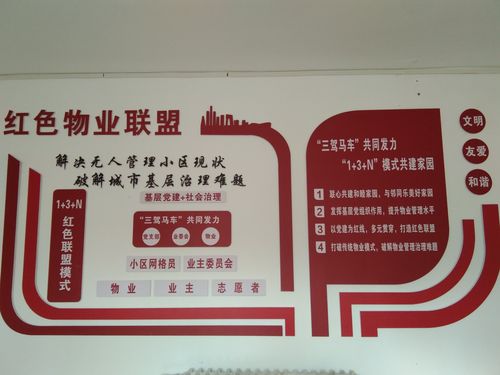 红色物业联盟
解决无人管理小区现状
破解城市基层治理难题
1+3+N
红色联盟模式
基层党建+社会治理
“三驾马车”共同发力
党支部 业委会 物业
小区网格员 业主委员会
物业 业主 志愿者
“三驾马车”共同发力
“1+3+N”模式共建家园
1 联心共建和睦家园、与邻同乐美好家园
2 发挥基层党组织作用，提升物业管理水平
3 以党建为红线，多元贯穿，打造红色联盟
4 打破传统物业模式，破解物业管理治理难题
文明
友爱
和谐